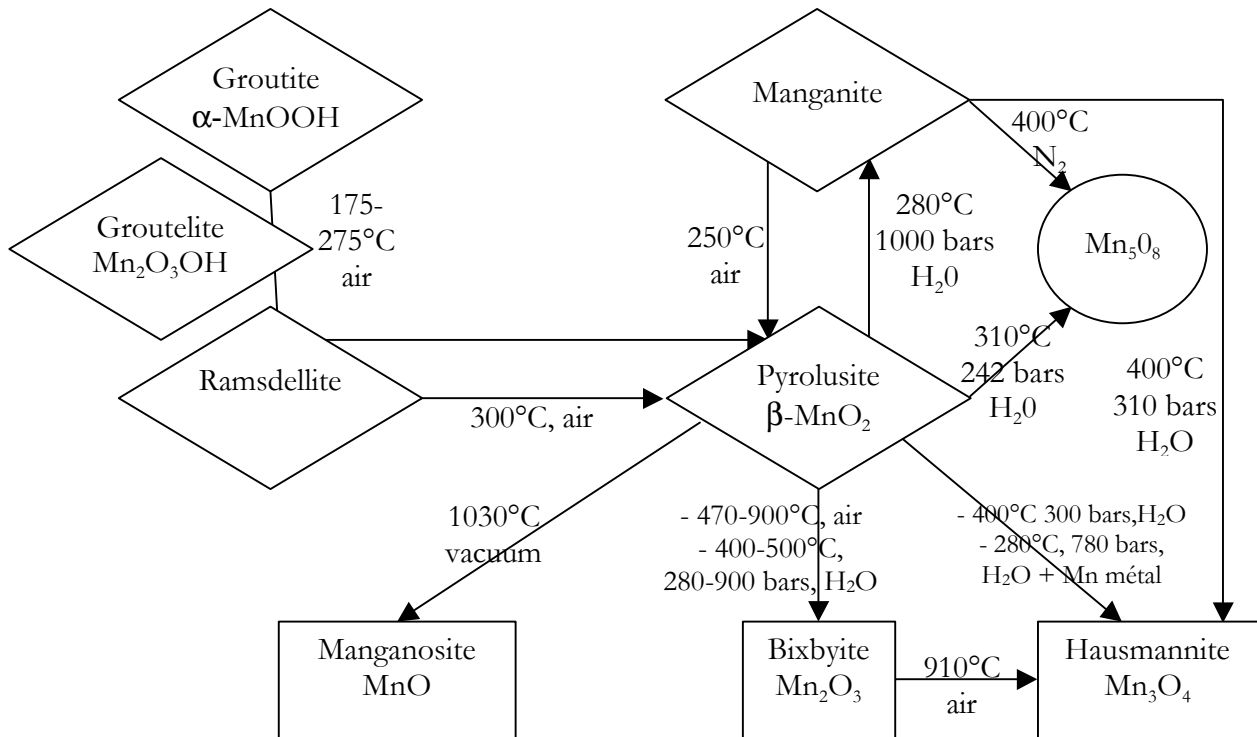 Groutite
α-MnOOH
Manganite
400°C
N₂
Groutelite
Mn₂O₃OH
175-
275°C
air
250°C
air
280°C
1000 bars
H₂0
Mn₅0₈
Ramsdellite
300°C, air
Pyrolusite
β-MnO₂
310°C
242 bars
H₂0
400°C
310 bars
H₂O
1030°C
vacuum
- 470-900°C, air
- 400-500°C,
280-900 bars, H₂O
- 400°C 300 bars,H₂O
- 280°C, 780 bars,
H₂O + Mn métal
Manganosite
MnO
Bixbyite
Mn₂O₃
910°C
air
Hausmannite
Mn₃O₄